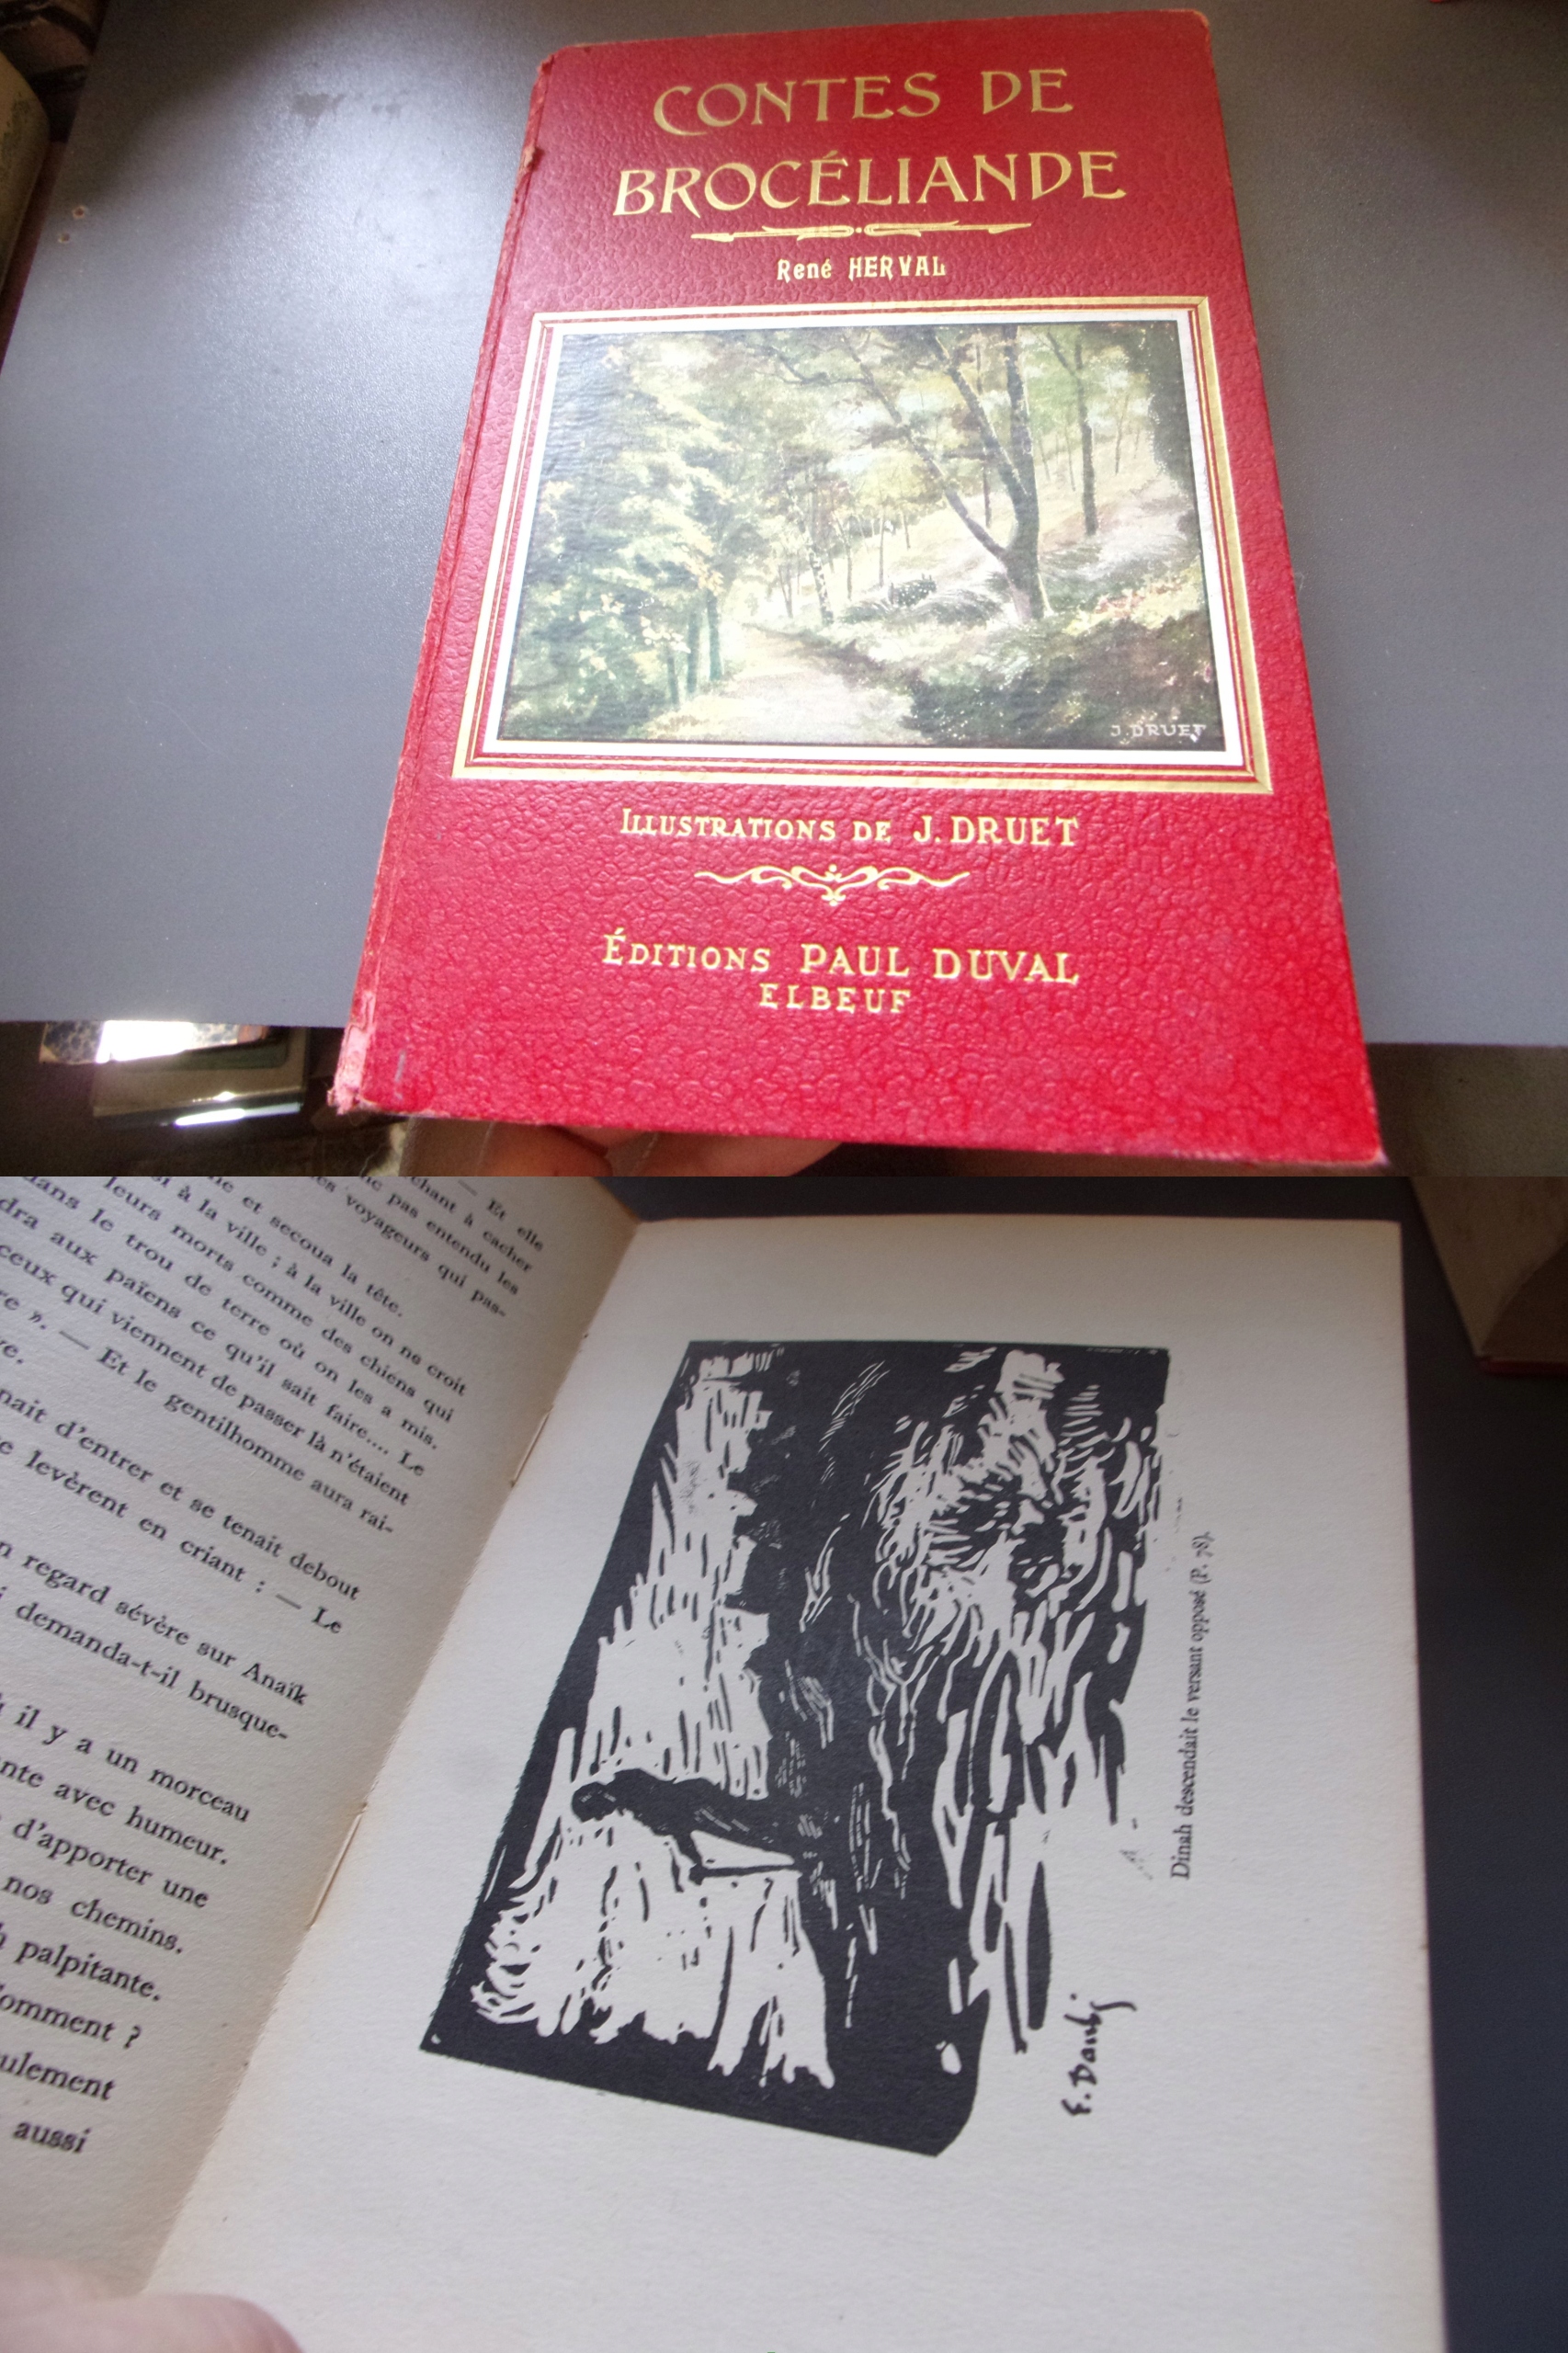 CONTES DE
BROCÉLIANDE
René HERVAL
J. DRUET
ILLUSTRATIONS DE J. DRUET
ÉDITIONS PAUL DUVAL
ELBEUF
— Et elle
chant à cacher
pas entendu les
voyageurs qui pas-
et secoua la tête.
à la ville ; à la ville on ne croit
leurs morts comme des chiens qui
dans le trou de terre où on les a mis.
aux païens ce qu'il sait faire.... Le
ceux qui viennent de passer là n'étaient
». — Et le gentilhomme aura rai-
d'entrer et se tenait debout
levèrent en criant : — Le
regard sévère sur Anaïk
demanda-t-il brusque-
il y a un morceau
avec humeur.
d'apporter une
nos chemins.
palpitante.
omment ?
aussi
Dinah descendait le versant opposé (P. 78).